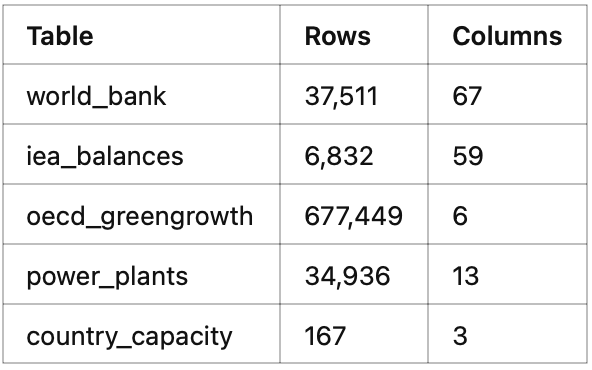 Table Rows Columns
world_bank 37,511 67
iea_balances 6,832 59
oecd_greengrowth 677,449 6
power_plants 34,936 13
country_capacity 167 3